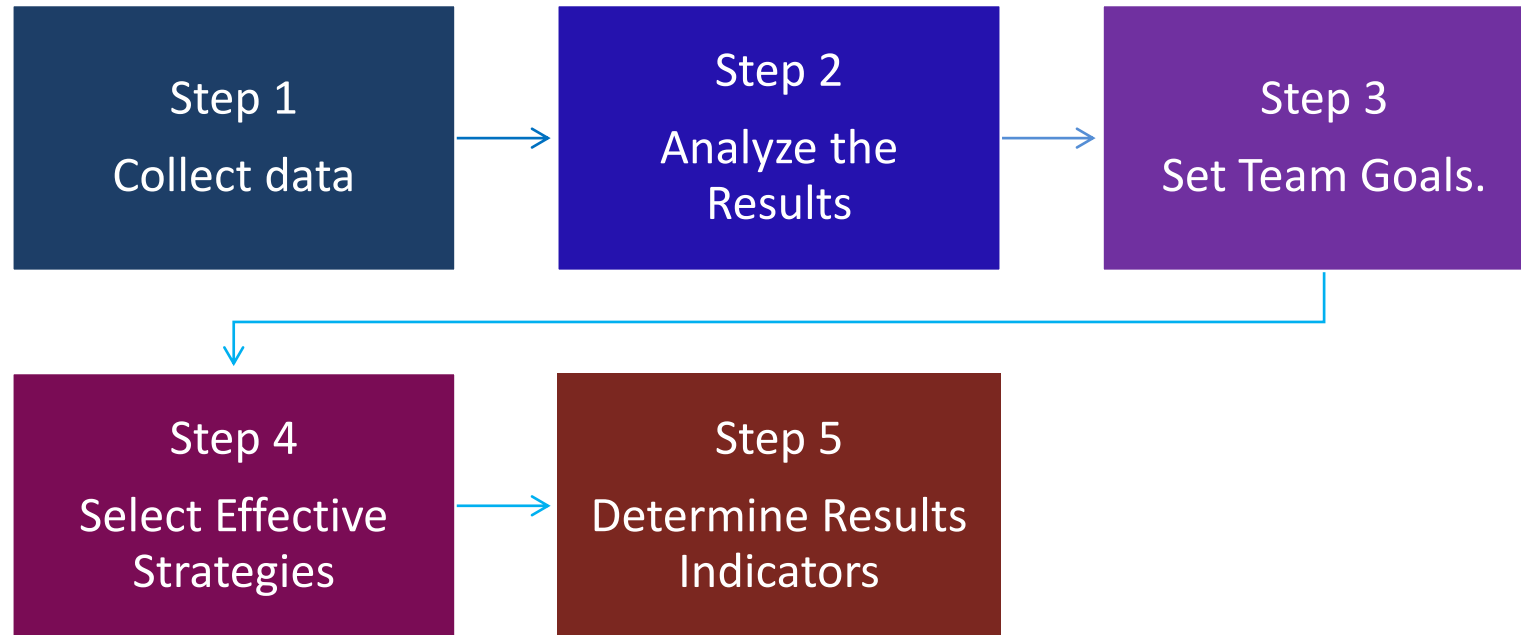 Step 1
Collect data
Step 2
Analyze the
Results
Step 3
Set Team Goals.
Step 4
Select Effective
Strategies
Step 5
Determine Results
Indicators